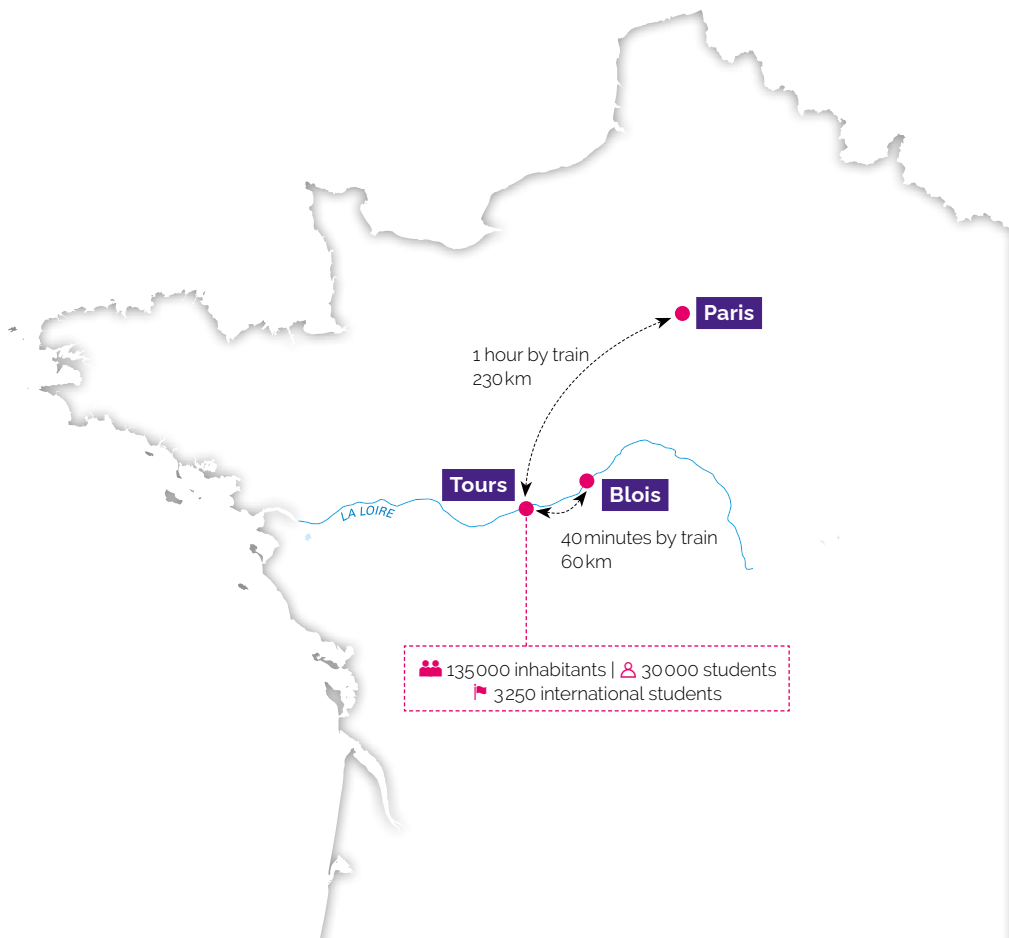 Paris
1 hour by train
230 km
Tours
Blois
LA LOIRE
40 minutes by train
60 km
135 000 inhabitants | 30 000 students
3 250 international students